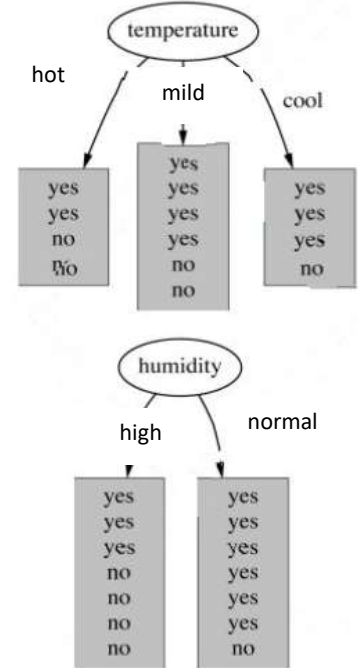 temperature
hot
mild
cool
yes
yes
no
no
yes
yes
yes
yes
no
no
yes
yes
yes
no
humidity
high
normal
yes
yes
yes
no
no
no
no
yes
yes
yes
yes
yes
yes
no